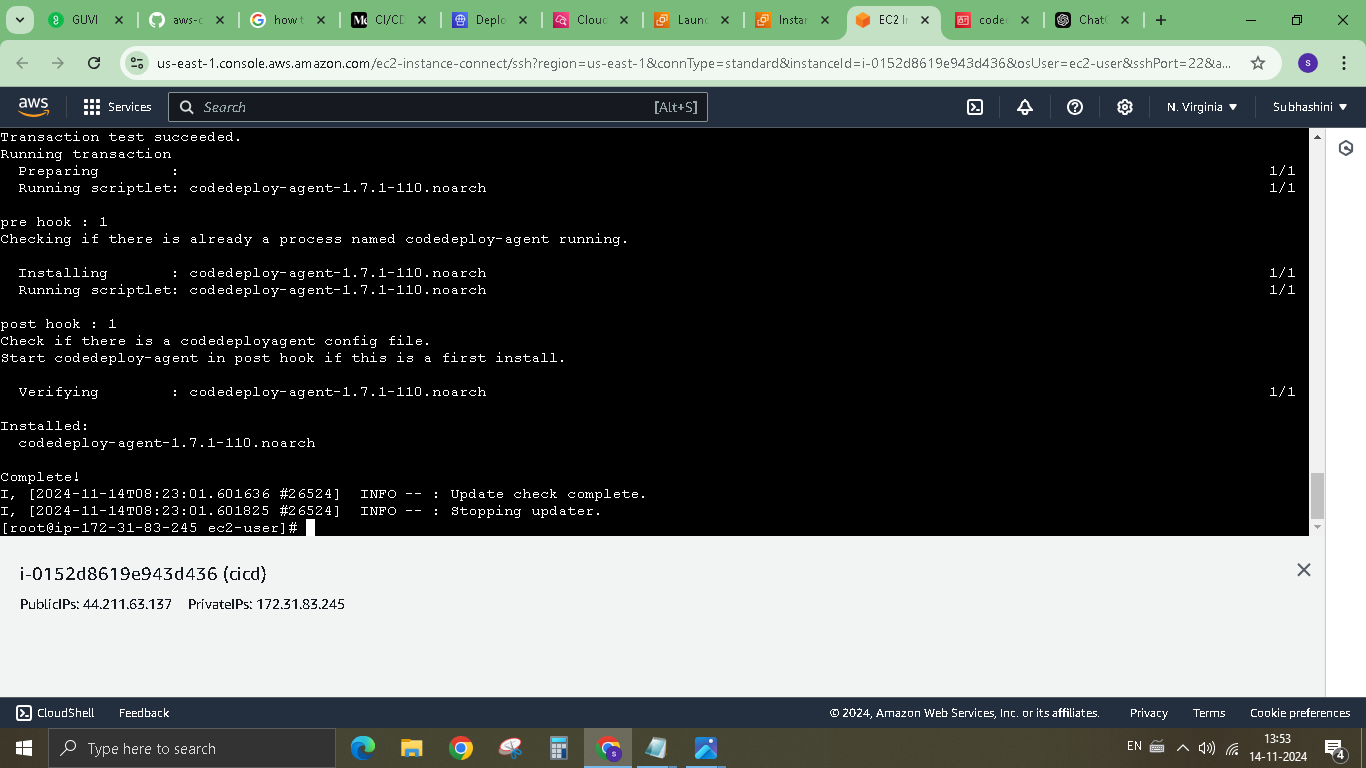 GUVI
aws-c
how t
CI/CD
Deplo
Cloud
Launc
Instan
EC2 In
code
Chat
us-east-1.console.aws.amazon.com/ec2-instance-connect/ssh?region=us-east-1&connType=standard&instanceId=i-0152d8619e943d436&osUser=ec2-user&sshPort=22&a...
S
aws
Services
Search
[Alt+S]
N. Virginia
Subhashini
Transaction test succeeded.
Running transaction
Preparing : 1/1
Running scriptlet: codedeploy-agent-1.7.1-110.noarch 1/1
pre hook : 1
Checking if there is already a process named codedeploy-agent running.
Installing : codedeploy-agent-1.7.1-110.noarch 1/1
Running scriptlet: codedeploy-agent-1.7.1-110.noarch 1/1
post hook : 1
Check if there is a codedeployagent config file.
Start codedeploy-agent in post hook if this is a first install.
Verifying : codedeploy-agent-1.7.1-110.noarch 1/1
Installed:
codedeploy-agent-1.7.1-110.noarch
Complete!
I, [2024-11-14T08:23:01.601636 #26524] INFO -- : Update check complete.
I, [2024-11-14T08:23:01.601825 #26524] INFO -- : Stopping updater.
[root@ip-172-31-83-245 ec2-user]#
i-0152d8619e943d436 (cicd)
PublicIPs: 44.211.63.137 PrivateIPs: 172.31.83.245
CloudShell Feedback © 2024, Amazon Web Services, Inc. or its affiliates. Privacy Terms Cookie preferences
Type here to search
EN
13:53
14-11-2024
4